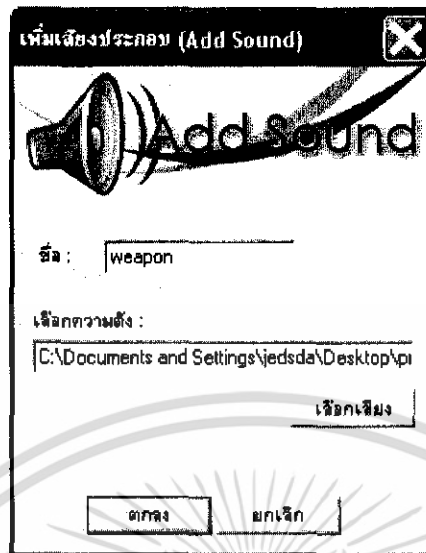 เพิ่มเสียงประกอบ (Add Sound)
Add Sound
ชื่อ : weapon
เลือกความดัง :
C:\Documents and Settings\jedsda\Desktop\pr
เลือกเสียง
ตกลง ยกเลิก